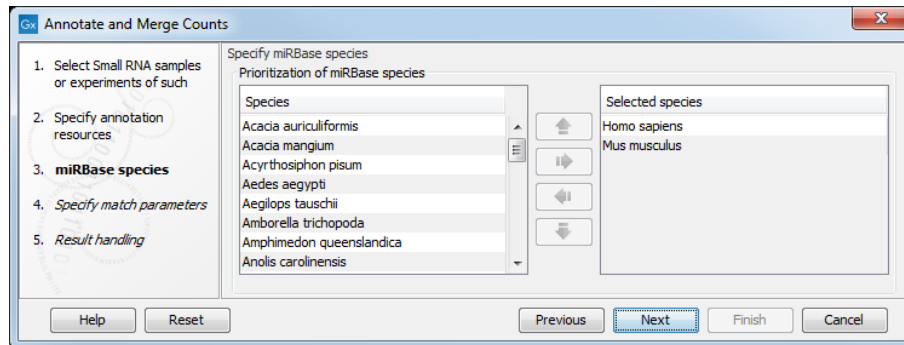 Gx Annotate and Merge Counts
X
1. Select Small RNA samples
or experiments of such
2. Specify annotation
resources
3. miRBase species
4. Specify match parameters
5. Result handling
Specify miRBase species
Prioritization of miRBase species
Species
Acacia auriculiformis
Acacia mangium
Acyrthosiphon pisum
Aedes aegypti
Aegilops tauschii
Amborella trichopoda
Amphimedon queenslandica
Anolis carolinensis
Selected species
Homo sapiens
Mus musculus
Help
Reset
Previous
Next
Finish
Cancel